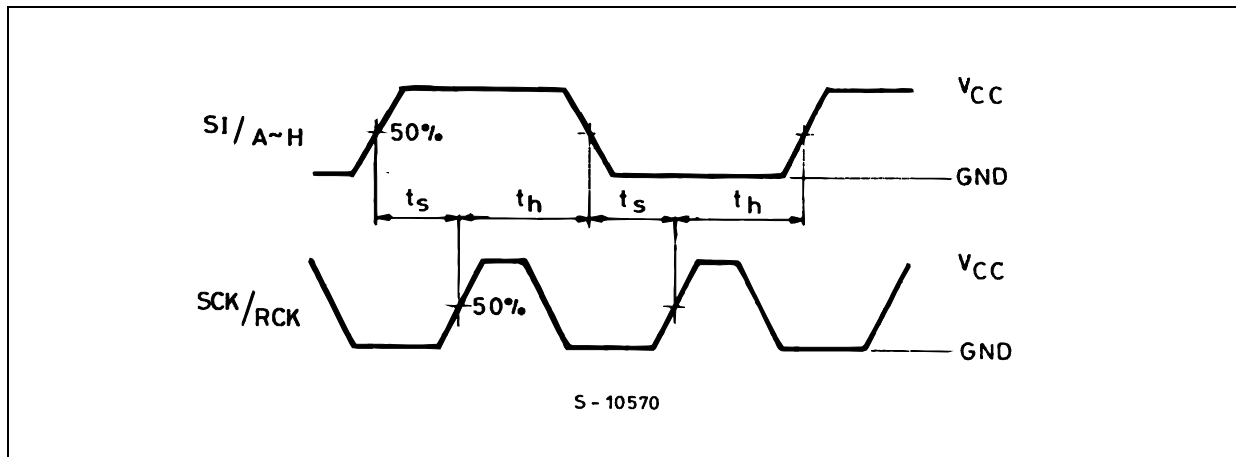 VCC
SI/A~H
50%
GND
ts
th
ts
th
VCC
SCK/RCK
50%
GND
S-10570